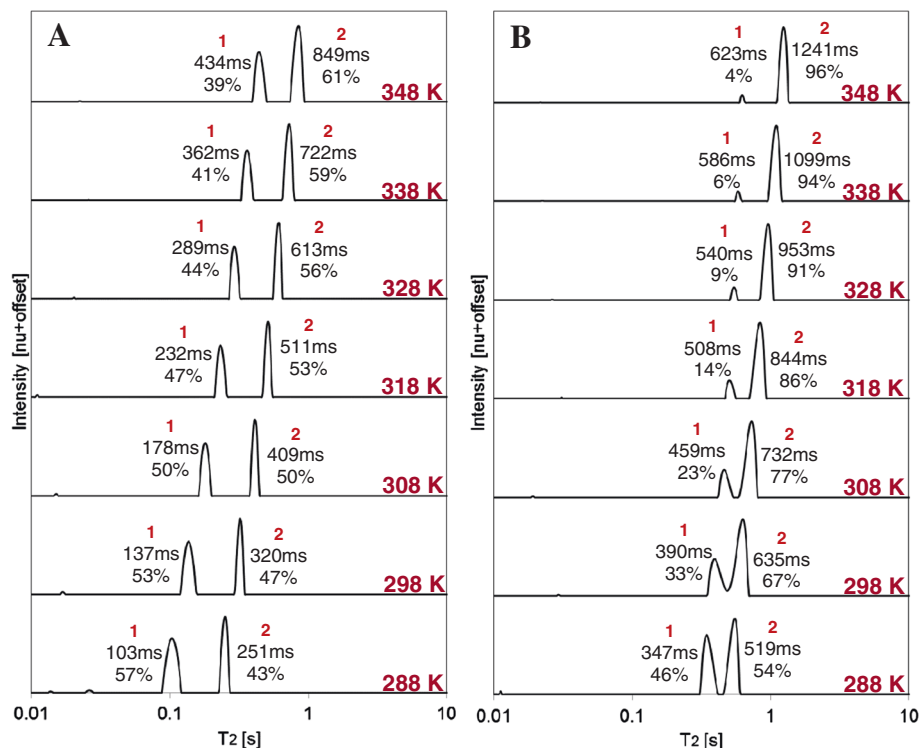 A
1
434ms
39%
2
849ms
61%
348 K
1
362ms
41%
2
722ms
59%
338 K
1
289ms
44%
2
613ms
56%
328 K
1
232ms
47%
2
511ms
53%
318 K
1
178ms
50%
2
409ms
50%
308 K
1
137ms
53%
2
320ms
47%
298 K
1
103ms
57%
2
251ms
43%
288 K
Intensity [nu+offset]
0.01 0.1 1 10
T2 [s]
B
1
623ms
4%
2
1241ms
96%
348 K
1
586ms
6%
2
1099ms
94%
338 K
1
540ms
9%
2
953ms
91%
328 K
1
508ms
14%
2
844ms
86%
318 K
1
459ms
23%
2
732ms
77%
308 K
1
390ms
33%
2
635ms
67%
298 K
1
347ms
46%
2
519ms
54%
288 K
Intensity [nu+offset]
0.01 0.1 1 10
T2 [s]